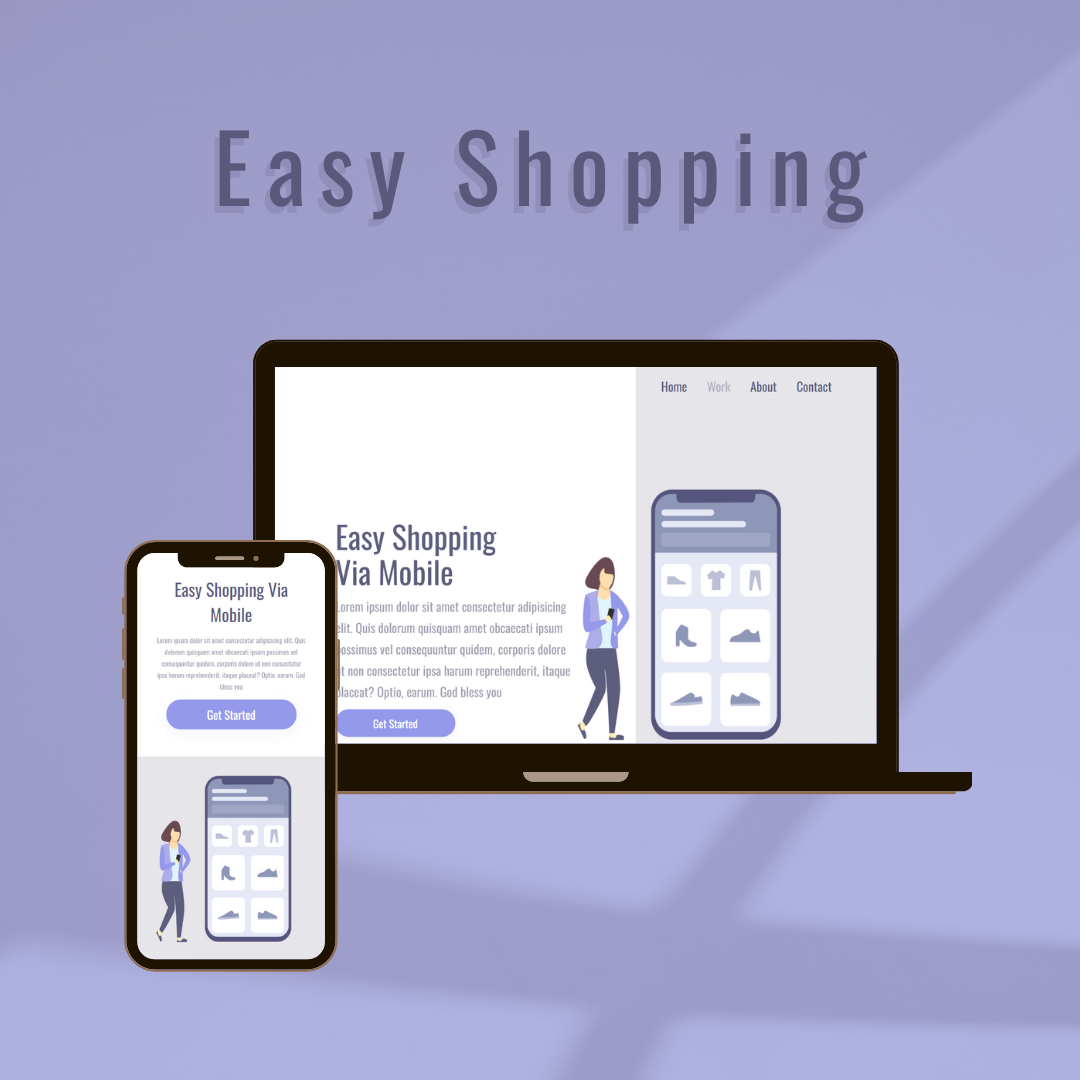 Easy Shopping
Home Work About Contact
Easy Shopping
Via Mobile
Lorem ipsum dolor sit amet consectetur adipisicing
elit. Quis dolorum quisquam amet obcaecati ipsum
possimus vel consequuntur quidem, corporis dolore
ut non consectetur ipsa harum reprehenderit, itaque
placeat? Optio, earum. God bless you
Get Started
Easy Shopping Via
Mobile
Lorem ipsum dolor sit amet consectetur adipisicing elit. Quis
dolorum quisquam amet obcaecati ipsum possimus vel
consequuntur quidem, corporis dolore ut non consectetur
ipsa harum reprehenderit, itaque placeat? Optio, earum. God
bless you
Get Started